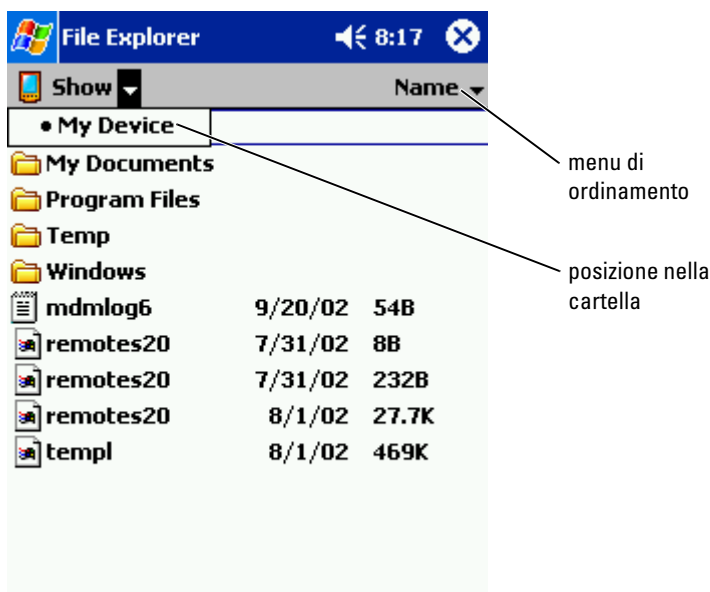 File Explorer 8:17
Show Name
• My Device
My Documents
Program Files
Temp
Windows
mdmlog6 9/20/02 54B
remotes20 7/31/02 8B
remotes20 7/31/02 232B
remotes20 8/1/02 27.7K
templ 8/1/02 469K
menu di
ordinamento
posizione nella
cartella